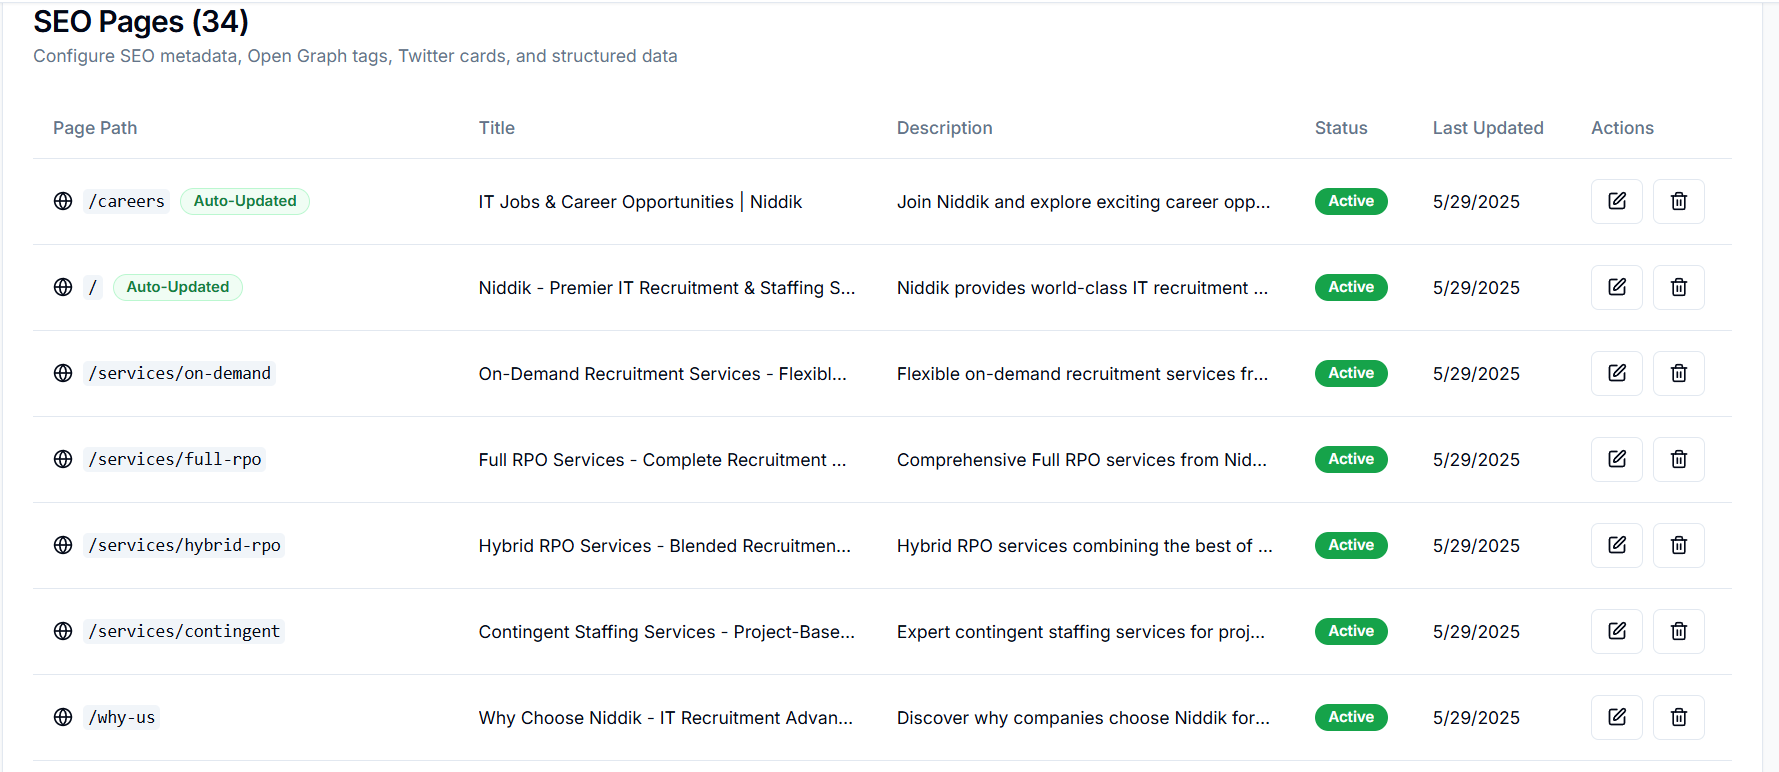 SEO Pages (34)
Configure SEO metadata, Open Graph tags, Twitter cards, and structured data
Page Path Title Description Status Last Updated Actions
/careers Auto-Updated IT Jobs & Career Opportunities | Niddik Join Niddik and explore exciting career opp... Active 5/29/2025
/ Auto-Updated Niddik - Premier IT Recruitment & Staffing S... Niddik provides world-class IT recruitment ... Active 5/29/2025
/services/on-demand On-Demand Recruitment Services - Flexibl... Flexible on-demand recruitment services fr... Active 5/29/2025
/services/full-rpo Full RPO Services - Complete Recruitment ... Comprehensive Full RPO services from Nid... Active 5/29/2025
/services/hybrid-rpo Hybrid RPO Services - Blended Recruitmen... Hybrid RPO services combining the best of ... Active 5/29/2025
/services/contingent Contingent Staffing Services - Project-Base... Expert contingent staffing services for proj... Active 5/29/2025
/why-us Why Choose Niddik - IT Recruitment Advan... Discover why companies choose Niddik for... Active 5/29/2025